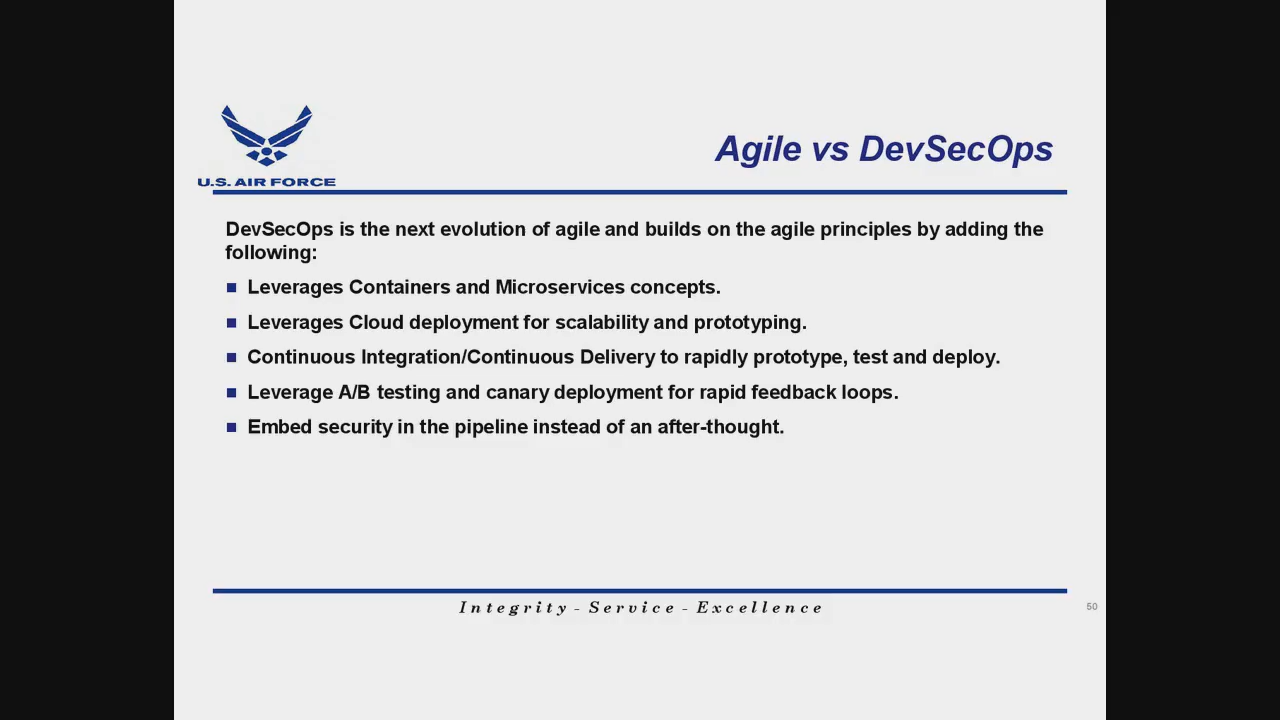 U.S. AIR FORCE
Agile vs DevSecOps
DevSecOps is the next evolution of agile and builds on the agile principles by adding the
following:
Leverages Containers and Microservices concepts.
Leverages Cloud deployment for scalability and prototyping.
Continuous Integration/Continuous Delivery to rapidly prototype, test and deploy.
Leverage A/B testing and canary deployment for rapid feedback loops.
Embed security in the pipeline instead of an after-thought.
Integrity - Service - Excellence
50